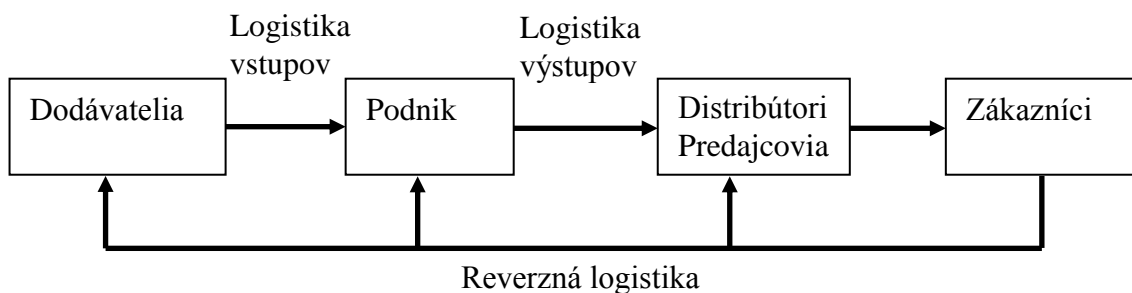 Logistika
vstupov
Logistika
výstupov
Dodávatelia
Podnik
Distribútori
Predajcovia
Zákazníci
Reverzná logistika